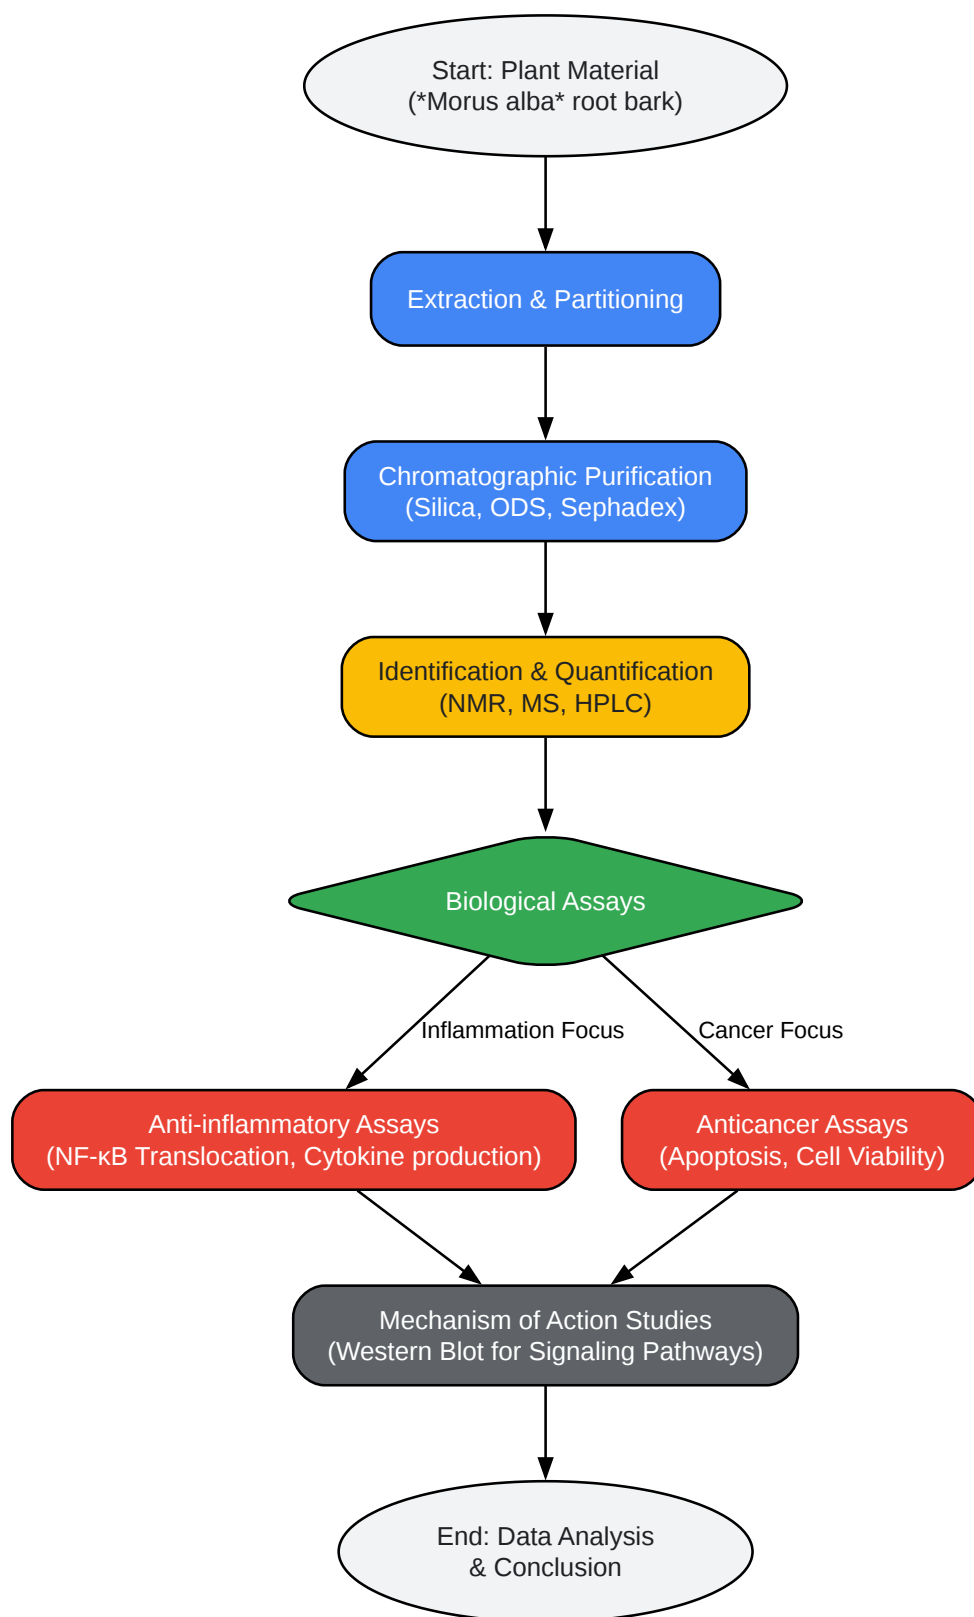 Start: Plant Material
(*Morus alba* root bark)
Extraction & Partitioning
Chromatographic Purification
(Silica, ODS, Sephadex)
Identification & Quantification
(NMR, MS, HPLC)
Biological Assays
Inflammation Focus
Cancer Focus
Anti-inflammatory Assays
(NF-κB Translocation, Cytokine production)
Anticancer Assays
(Apoptosis, Cell Viability)
Mechanism of Action Studies
(Western Blot for Signaling Pathways)
End: Data Analysis
& Conclusion